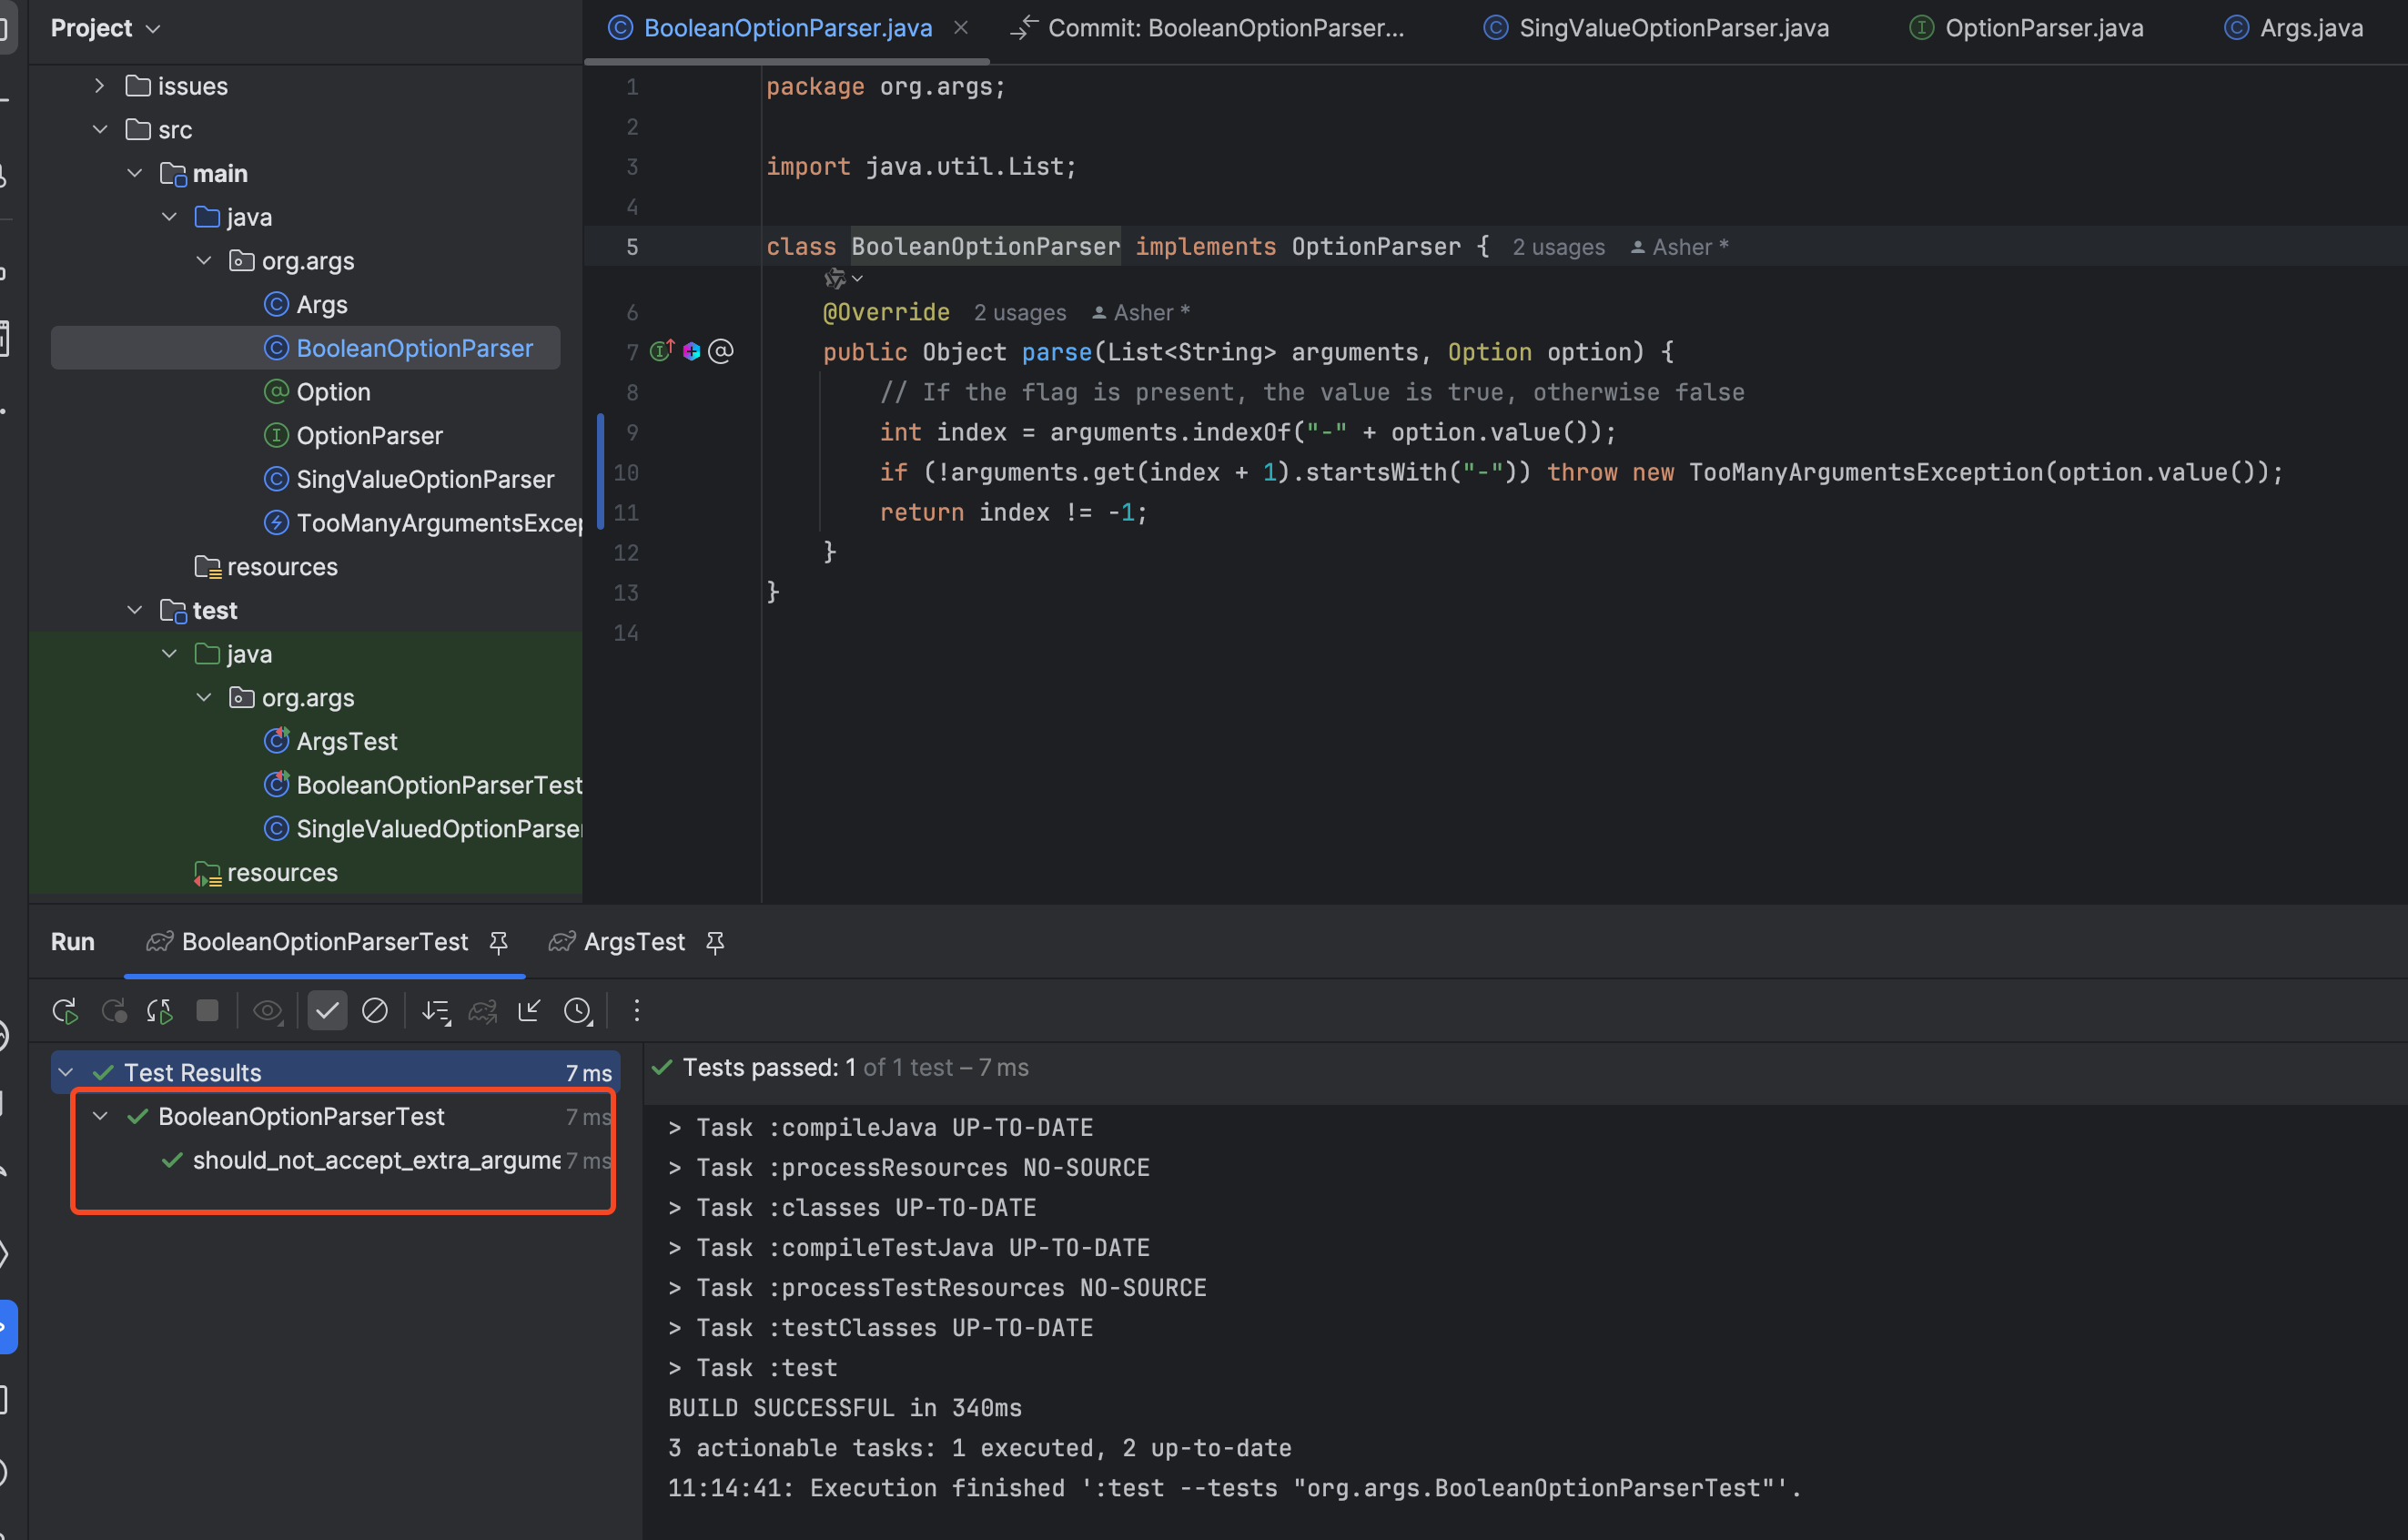 Project
BooleanOptionParser.java
Commit: BooleanOptionParser...
SingValueOptionParser.java
OptionParser.java
Args.java
issues
src
main
java
org.args
Args
BooleanOptionParser
Option
OptionParser
SingValueOptionParser
TooManyArgumentsExcep
resources
test
java
org.args
ArgsTest
BooleanOptionParserTest
SingleValuedOptionParser
resources
1 package org.args;
2
3 import java.util.List;
4
5 class BooleanOptionParser implements OptionParser { 2 usages Asher *
6 @Override 2 usages Asher *
7 public Object parse(List<String> arguments, Option option) {
8 // If the flag is present, the value is true, otherwise false
9 int index = arguments.indexOf("-" + option.value());
10 if (!arguments.get(index + 1).startsWith("-")) throw new TooManyArgumentsException(option.value());
11 return index != -1;
12 }
13 }
14
Run
BooleanOptionParserTest
ArgsTest
Test Results 7 ms
BooleanOptionParserTest 7 ms
should_not_accept_extra_argume 7 ms
Tests passed: 1 of 1 test – 7 ms
> Task :compileJava UP-TO-DATE
> Task :processResources NO-SOURCE
> Task :classes UP-TO-DATE
> Task :compileTestJava UP-TO-DATE
> Task :processTestResources NO-SOURCE
> Task :testClasses UP-TO-DATE
> Task :test
BUILD SUCCESSFUL in 340ms
3 actionable tasks: 1 executed, 2 up-to-date
11:14:41: Execution finished ':test --tests "org.args.BooleanOptionParserTest"'.